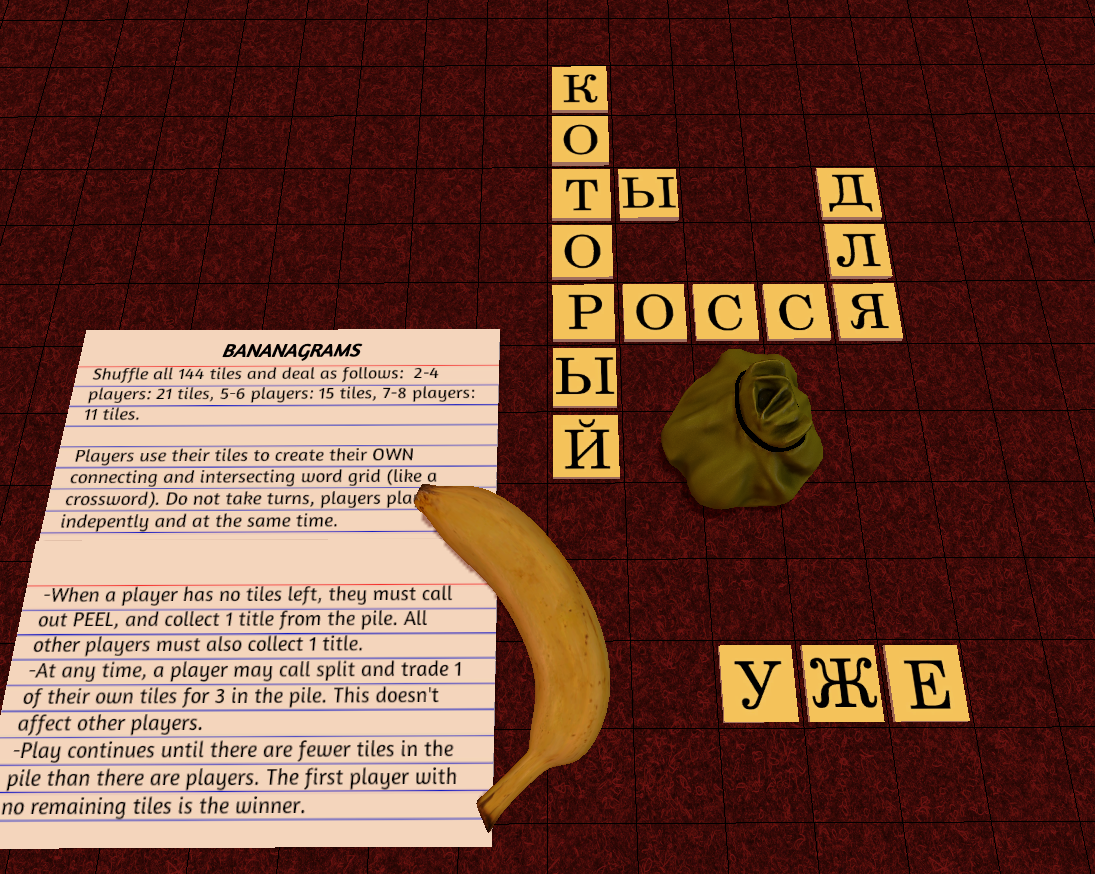 К
О
ТЫ Д
О Л
РОССЯ
Ы
Й
BANANAGRAMS
Shuffle all 144 tiles and deal as follows: 2-4
players: 21 tiles, 5-6 players: 15 tiles, 7-8 players:
11 tiles.
Players use their tiles to create their OWN
connecting and intersecting word grid (like a
crossword). Do not take turns, players
indepently and at the same time.
-When a player has no tiles left, they must call
out PEEL, and collect 1 title from the pile. All
other players must also collect 1 title.
-At any time, a player may call split and trade 1
of their own tiles for 3 in the pile. This doesn't
affect other players.
-Play continues until there are fewer tiles in the
pile than there are players. The first player with
no remaining tiles is the winner.
УЖЕ